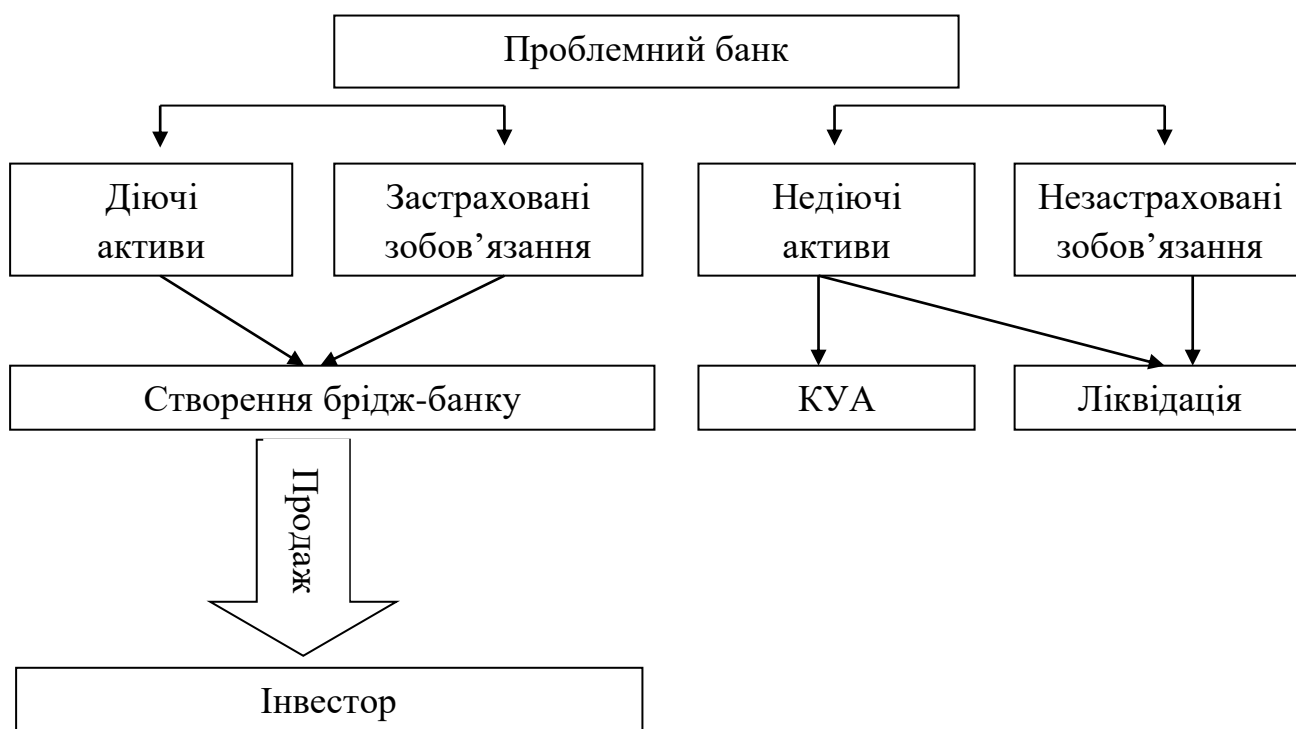 Проблемний банк
Діючі
активи
Застраховані
зобов’язання
Недіючі
активи
Незастраховані
зобов’язання
Створення брідж-банку
КУА
Ліквідація
Продаж
Інвестор